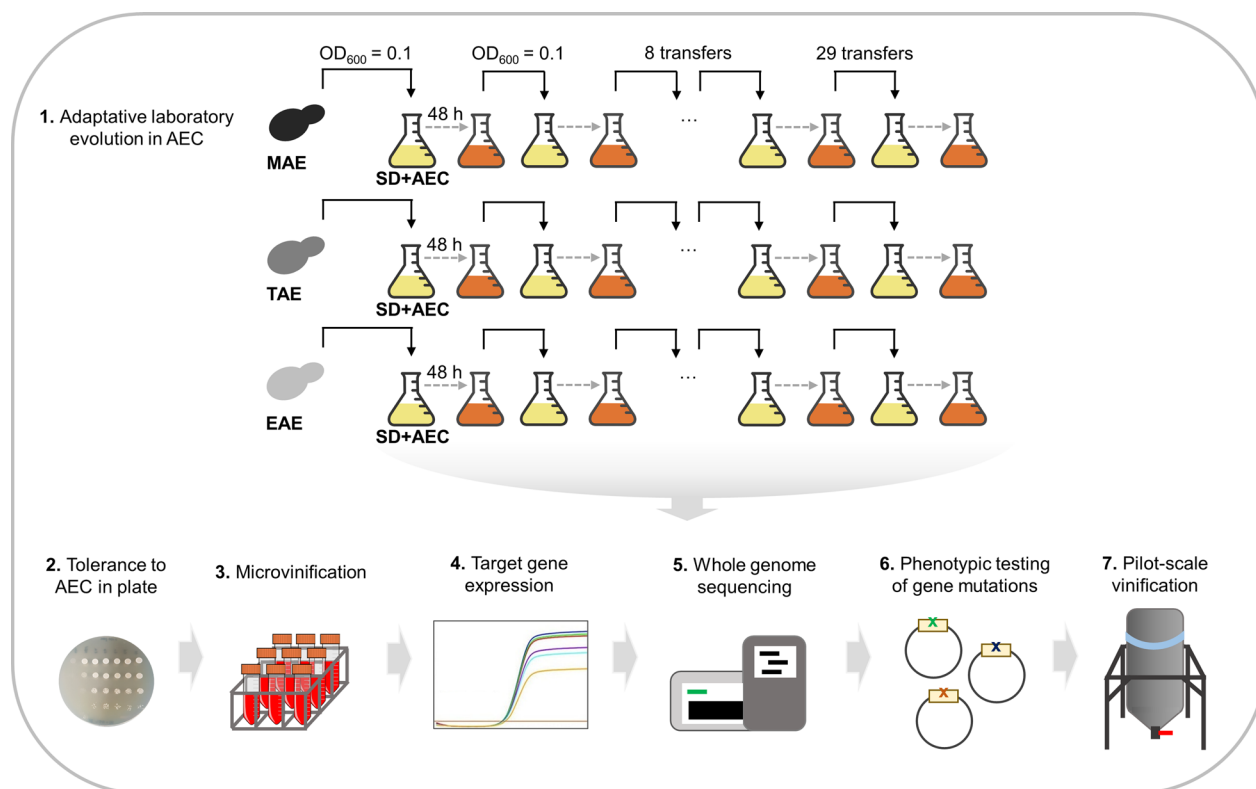 OD600 = 0.1
OD600 = 0.1
8 transfers
29 transfers
1. Adaptative laboratory
evolution in AEC
MAE
48 h
...
SD+AEC
TAE
48 h
...
SD+AEC
EAE
48 h
...
SD+AEC
2. Tolerance to
AEC in plate
3. Microvinification
4. Target gene
expression
5. Whole genome
sequencing
6. Phenotypic testing
of gene mutations
7. Pilot-scale
vinification
X
X
X